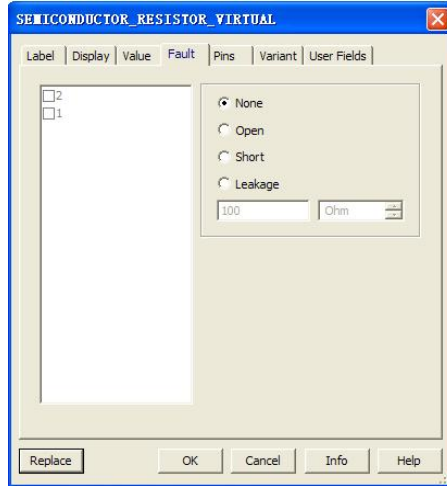 SEMICONDUCTOR_RESISTOR_VIRTUAL
Label Display Value Fault Pins Variant User Fields
2
1
None
Open
Short
Leakage
100 Ohm
Replace OK Cancel Info Help